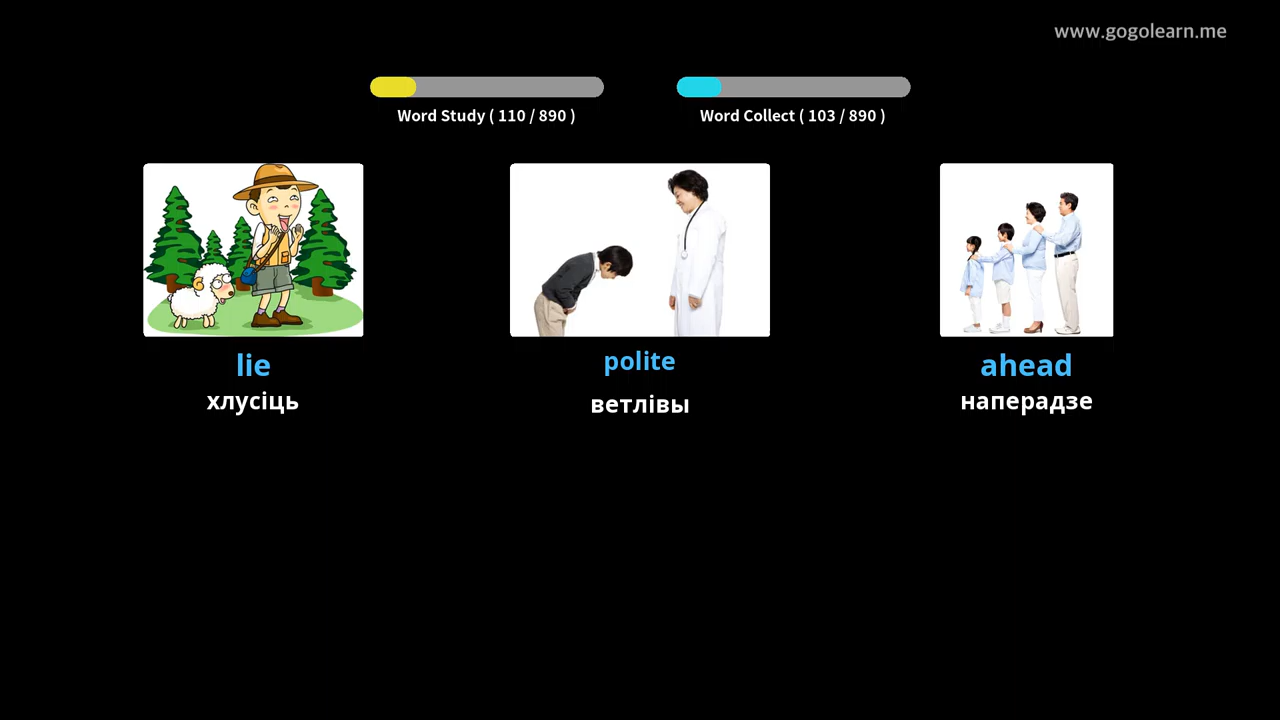 www.gogolearn.me
Word Study ( 110 / 890 )
Word Collect ( 103 / 890 )
lie
хлусіць
polite
ветлівы
ahead
наперадзе